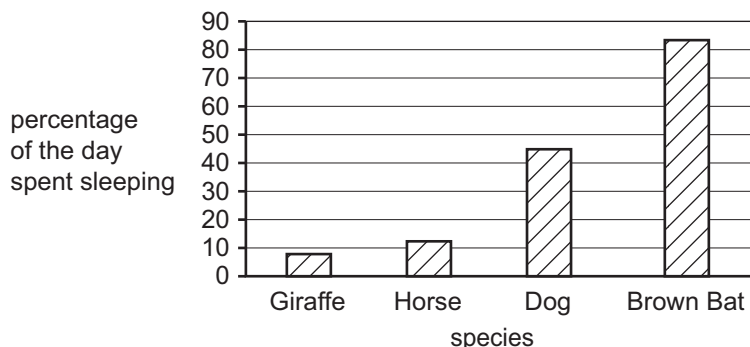 percentage
of the day
spent sleeping
90
80
70
60
50
40
30
20
10
0
Giraffe Horse Dog Brown Bat
species